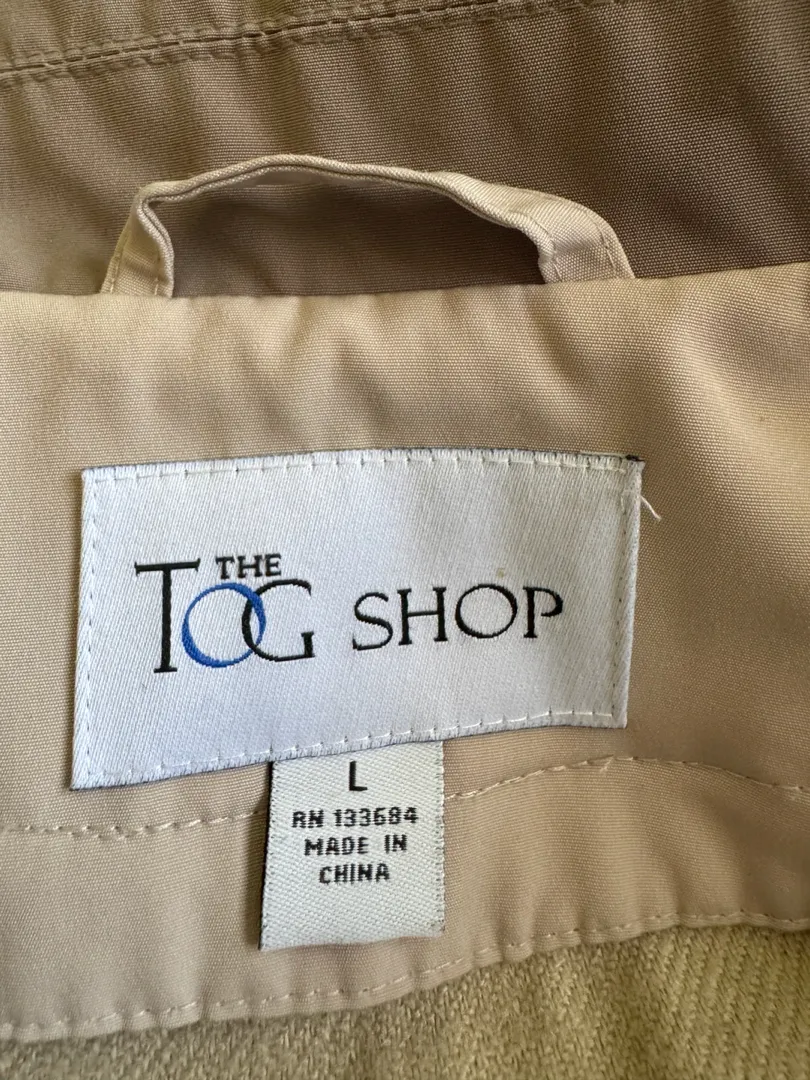 THE
TOG SHOP
L
RN 133684
MADE IN
CHINA